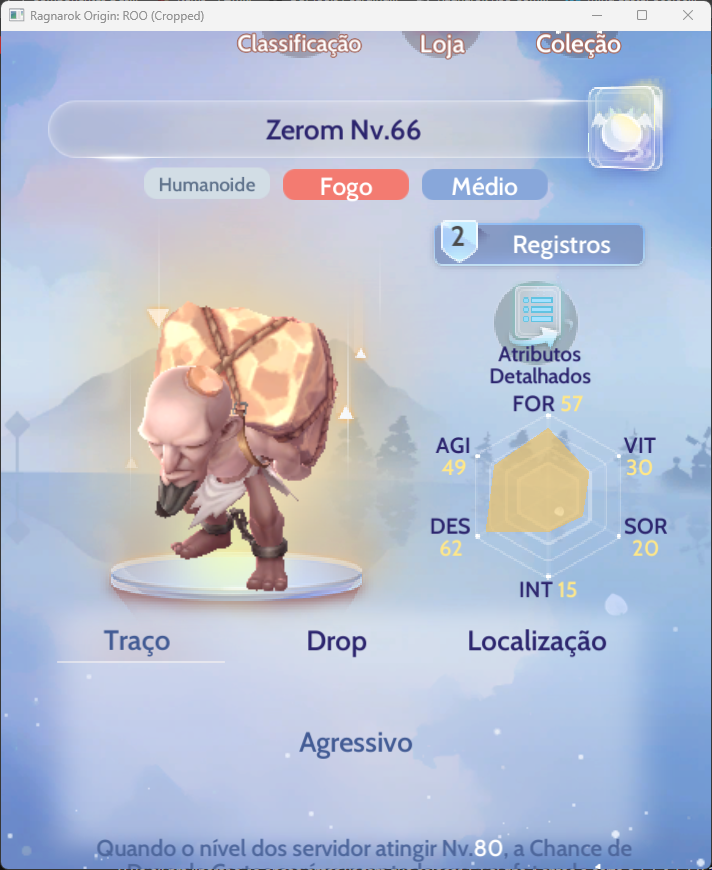 Ragnarok Origin: ROO (Cropped)
Classificação Loja Coleção
Zerom Nv.66
Humanoide Fogo Médio
2 Registros
Atributos
Detalhados
FOR 57
AGI VIT
49 30
DES SOR
62 20
INT 15
Traço Drop Localização
Agressivo
Quando o nível dos servidor atingir Nv.80, a Chance de